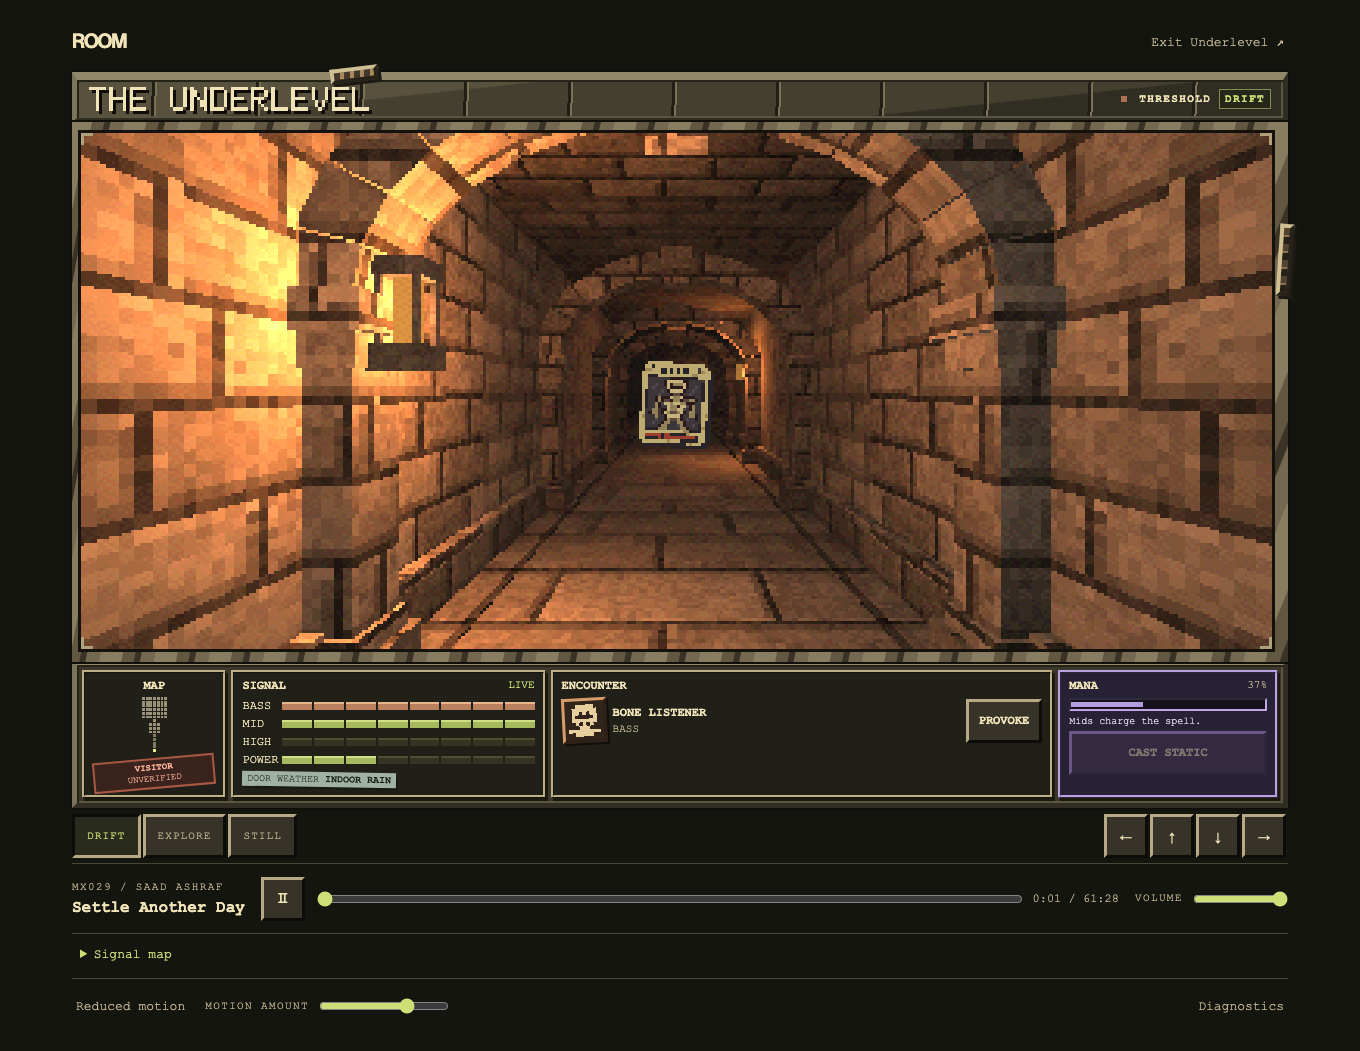 ROOM
Exit Underlevel ↗
THE UNDERLEVEL
THRESHOLD DRIFT
MAP
VISITOR
UNVERIFIED
SIGNAL LIVE
BASS
MID
HIGH
POWER
DOOR WEATHER INDOOR RAIN
ENCOUNTER
BONE LISTENER
BASS
PROVOKE
MANA 37%
Mids charge the spell.
CAST STATIC
DRIFT EXPLORE STILL
← ↑ ↓ →
MX029 / SAAD ASHRAF
Settle Another Day
0:01 / 61:28 VOLUME
Signal map
Reduced motion MOTION AMOUNT
Diagnostics